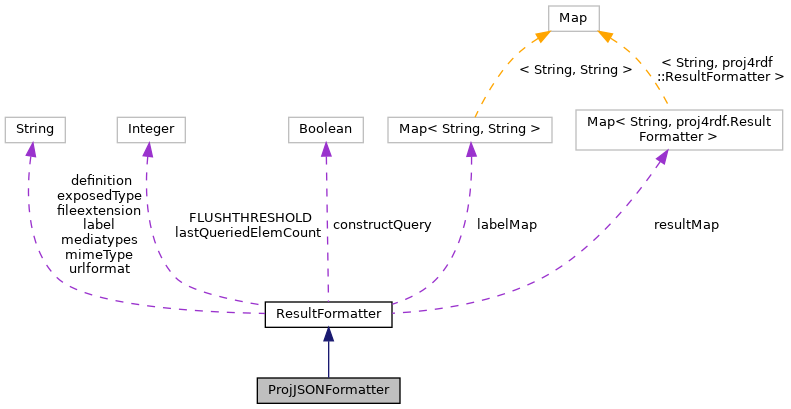 Map
< String, String >
< String, proj4rdf
::ResultFormatter >
String
Integer
Boolean
Map< String, String >
Map< String, proj4rdf.Result
Formatter >
definition
exposedType
fileextension
label
mediatypes
mimeType
urlformat
FLUSHTHRESHOLD
lastQueriedElemCount
constructQuery
labelMap
resultMap
ResultFormatter
ProjJSONFormatter